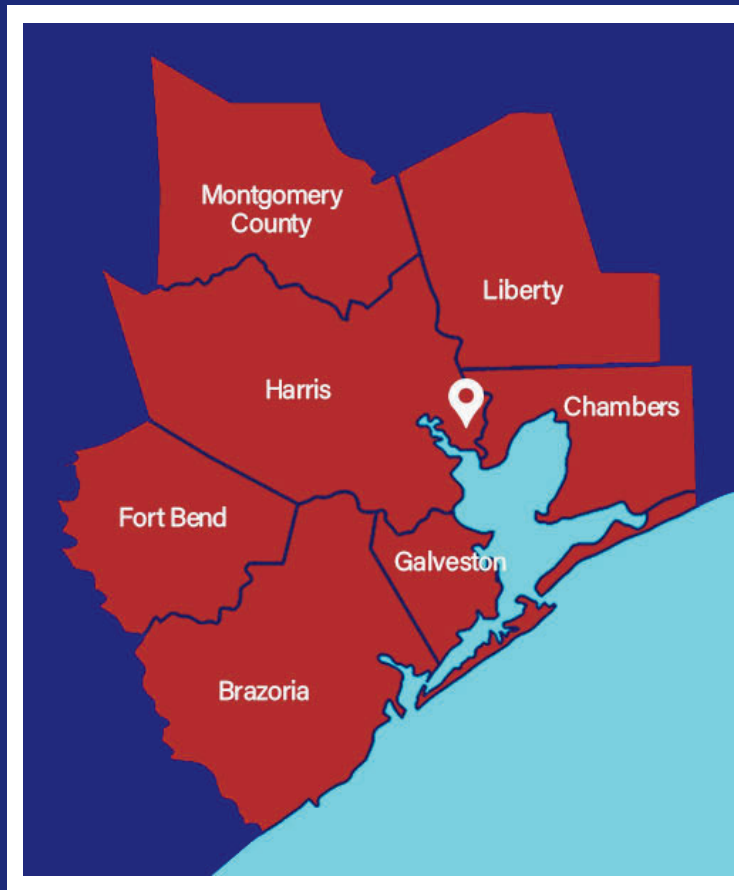 Montgomery
County
Liberty
Harris
Chambers
Fort Bend
Galveston
Brazoria